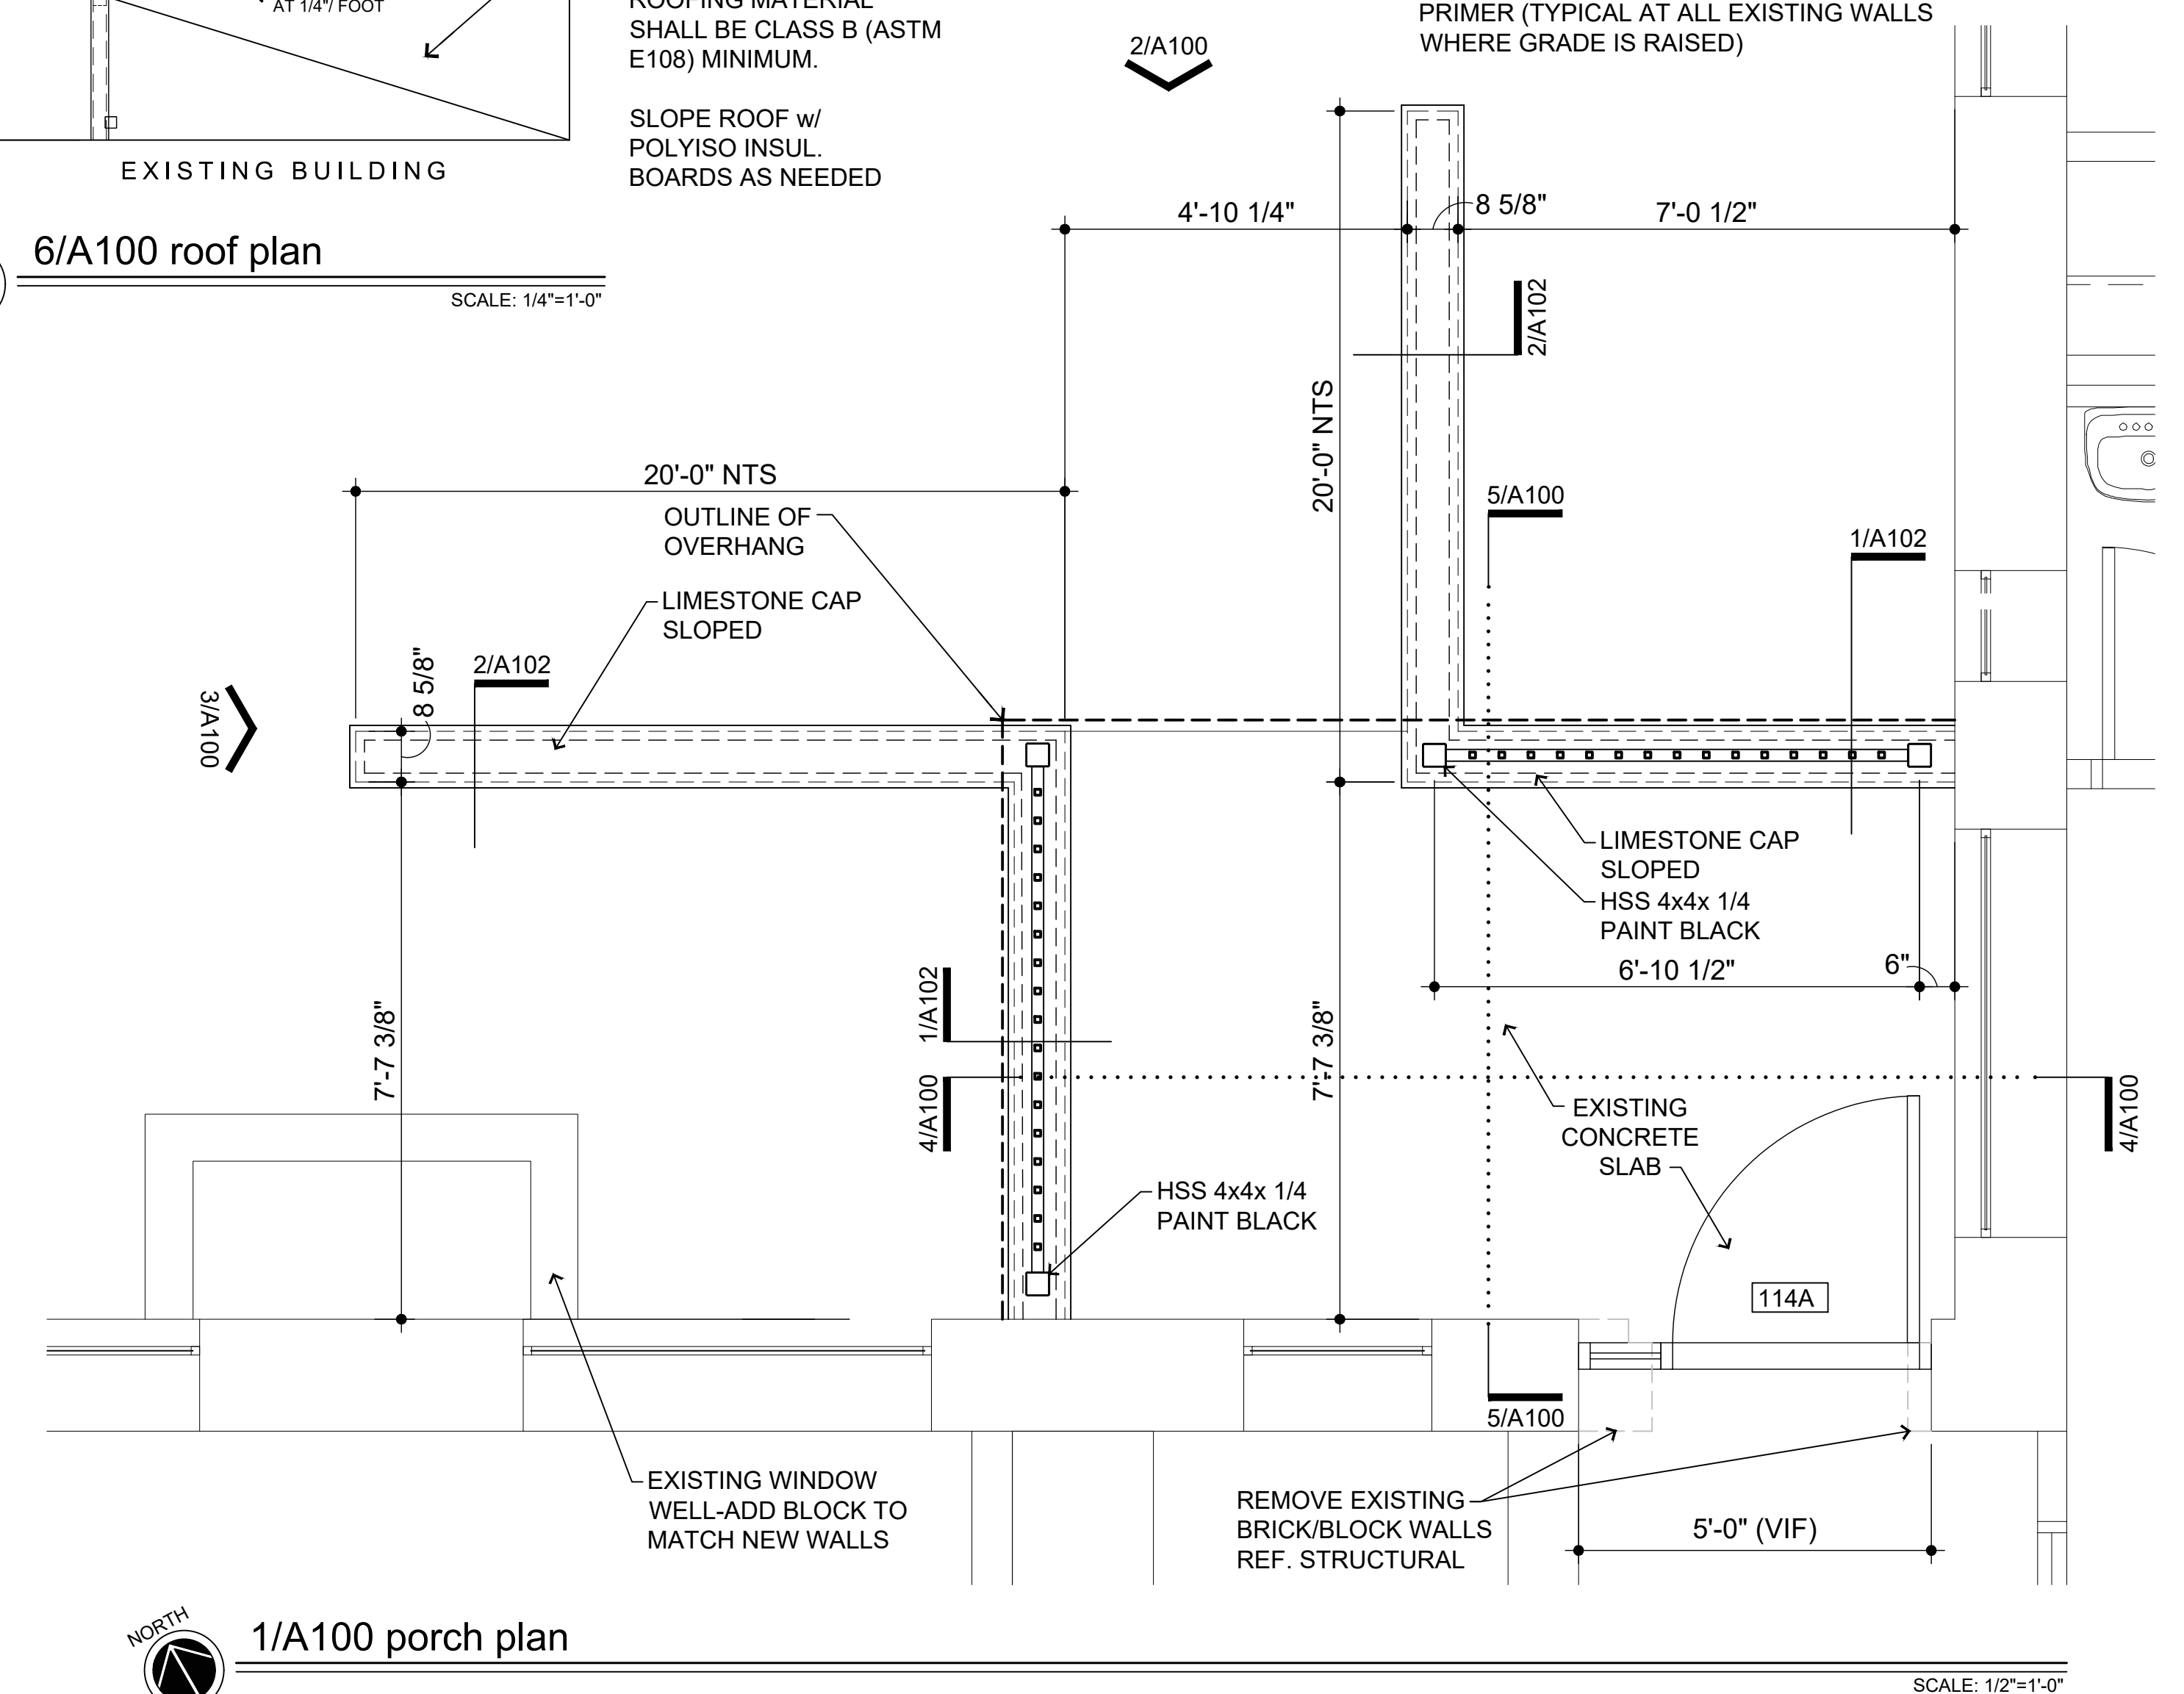 AT 1/4"/ FOOT
EXISTING BUILDING
6/A100 roof plan
SCALE: 1/4"=1'-0"
ROOFING MATERIAL
SHALL BE CLASS B (ASTM
E108) MINIMUM.
SLOPE ROOF w/
POLYISO INSUL.
BOARDS AS NEEDED
2/A100
PRIMER (TYPICAL AT ALL EXISTING WALLS
WHERE GRADE IS RAISED)
4'-10 1/4"
8 5/8"
7'-0 1/2"
2/A102
20'-0" NTS
20'-0" NTS
OUTLINE OF
OVERHANG
5/A100
1/A102
LIMESTONE CAP
SLOPED
8 5/8"
2/A102
3/A100
LIMESTONE CAP
SLOPED
HSS 4x4x 1/4
PAINT BLACK
6'-10 1/2"
6"
1/A102
7'-7 3/8"
7'-7 3/8"
4/A100
EXISTING
CONCRETE
SLAB
4/A100
HSS 4x4x 1/4
PAINT BLACK
114A
5/A100
EXISTING WINDOW
WELL-ADD BLOCK TO
MATCH NEW WALLS
REMOVE EXISTING
BRICK/BLOCK WALLS
REF. STRUCTURAL
5'-0" (VIF)
NORTH
1/A100 porch plan
SCALE: 1/2"=1'-0"